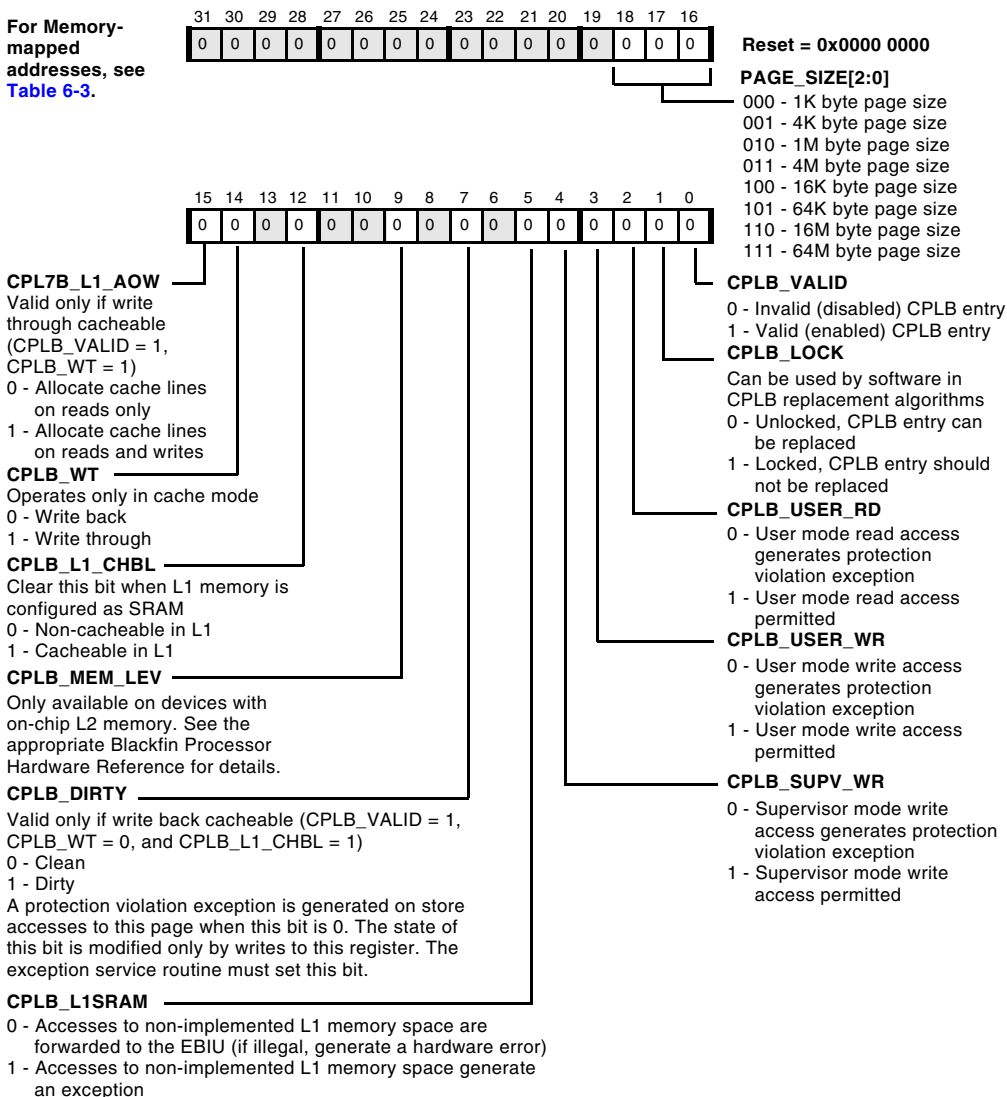 For Memory-
mapped
addresses, see
Table 6-3.
31 30 29 28 27 26 25 24 23 22 21 20 19 18 17 16
0 0 0 0 0 0 0 0 0 0 0 0 0 0 0 0
Reset = 0x0000 0000
PAGE_SIZE[2:0]
000 - 1K byte page size
001 - 4K byte page size
010 - 1M byte page size
011 - 4M byte page size
100 - 16K byte page size
101 - 64K byte page size
110 - 16M byte page size
111 - 64M byte page size
15 14 13 12 11 10 9 8 7 6 5 4 3 2 1 0
0 0 0 0 0 0 0 0 0 0 0 0 0 0 0 0
CPL7B_L1_AOW
Valid only if write
through cacheable
(CPLB_VALID = 1,
CPLB_WT = 1)
0 - Allocate cache lines
on reads only
1 - Allocate cache lines
on reads and writes
CPLB_WT
Operates only in cache mode
0 - Write back
1 - Write through
CPLB_L1_CHBL
Clear this bit when L1 memory is
configured as SRAM
0 - Non-cacheable in L1
1 - Cacheable in L1
CPLB_MEM_LEV
Only available on devices with
on-chip L2 memory. See the
appropriate Blackfin Processor
Hardware Reference for details.
CPLB_DIRTY
Valid only if write back cacheable (CPLB_VALID = 1,
CPLB_WT = 0, and CPLB_L1_CHBL = 1)
0 - Clean
1 - Dirty
A protection violation exception is generated on store
accesses to this page when this bit is 0. The state of
this bit is modified only by writes to this register. The
exception service routine must set this bit.
CPLB_L1SRAM
0 - Accesses to non-implemented L1 memory space are
forwarded to the EBIU (if illegal, generate a hardware error)
1 - Accesses to non-implemented L1 memory space generate
an exception
CPLB_VALID
0 - Invalid (disabled) CPLB entry
1 - Valid (enabled) CPLB entry
CPLB_LOCK
Can be used by software in
CPLB replacement algorithms
0 - Unlocked, CPLB entry can
be replaced
1 - Locked, CPLB entry should
not be replaced
CPLB_USER_RD
0 - User mode read access
generates protection
violation exception
1 - User mode read access
permitted
CPLB_USER_WR
0 - User mode write access
generates protection
violation exception
1 - User mode write access
permitted
CPLB_SUPV_WR
0 - Supervisor mode write
access generates protection
violation exception
1 - Supervisor mode write
access permitted